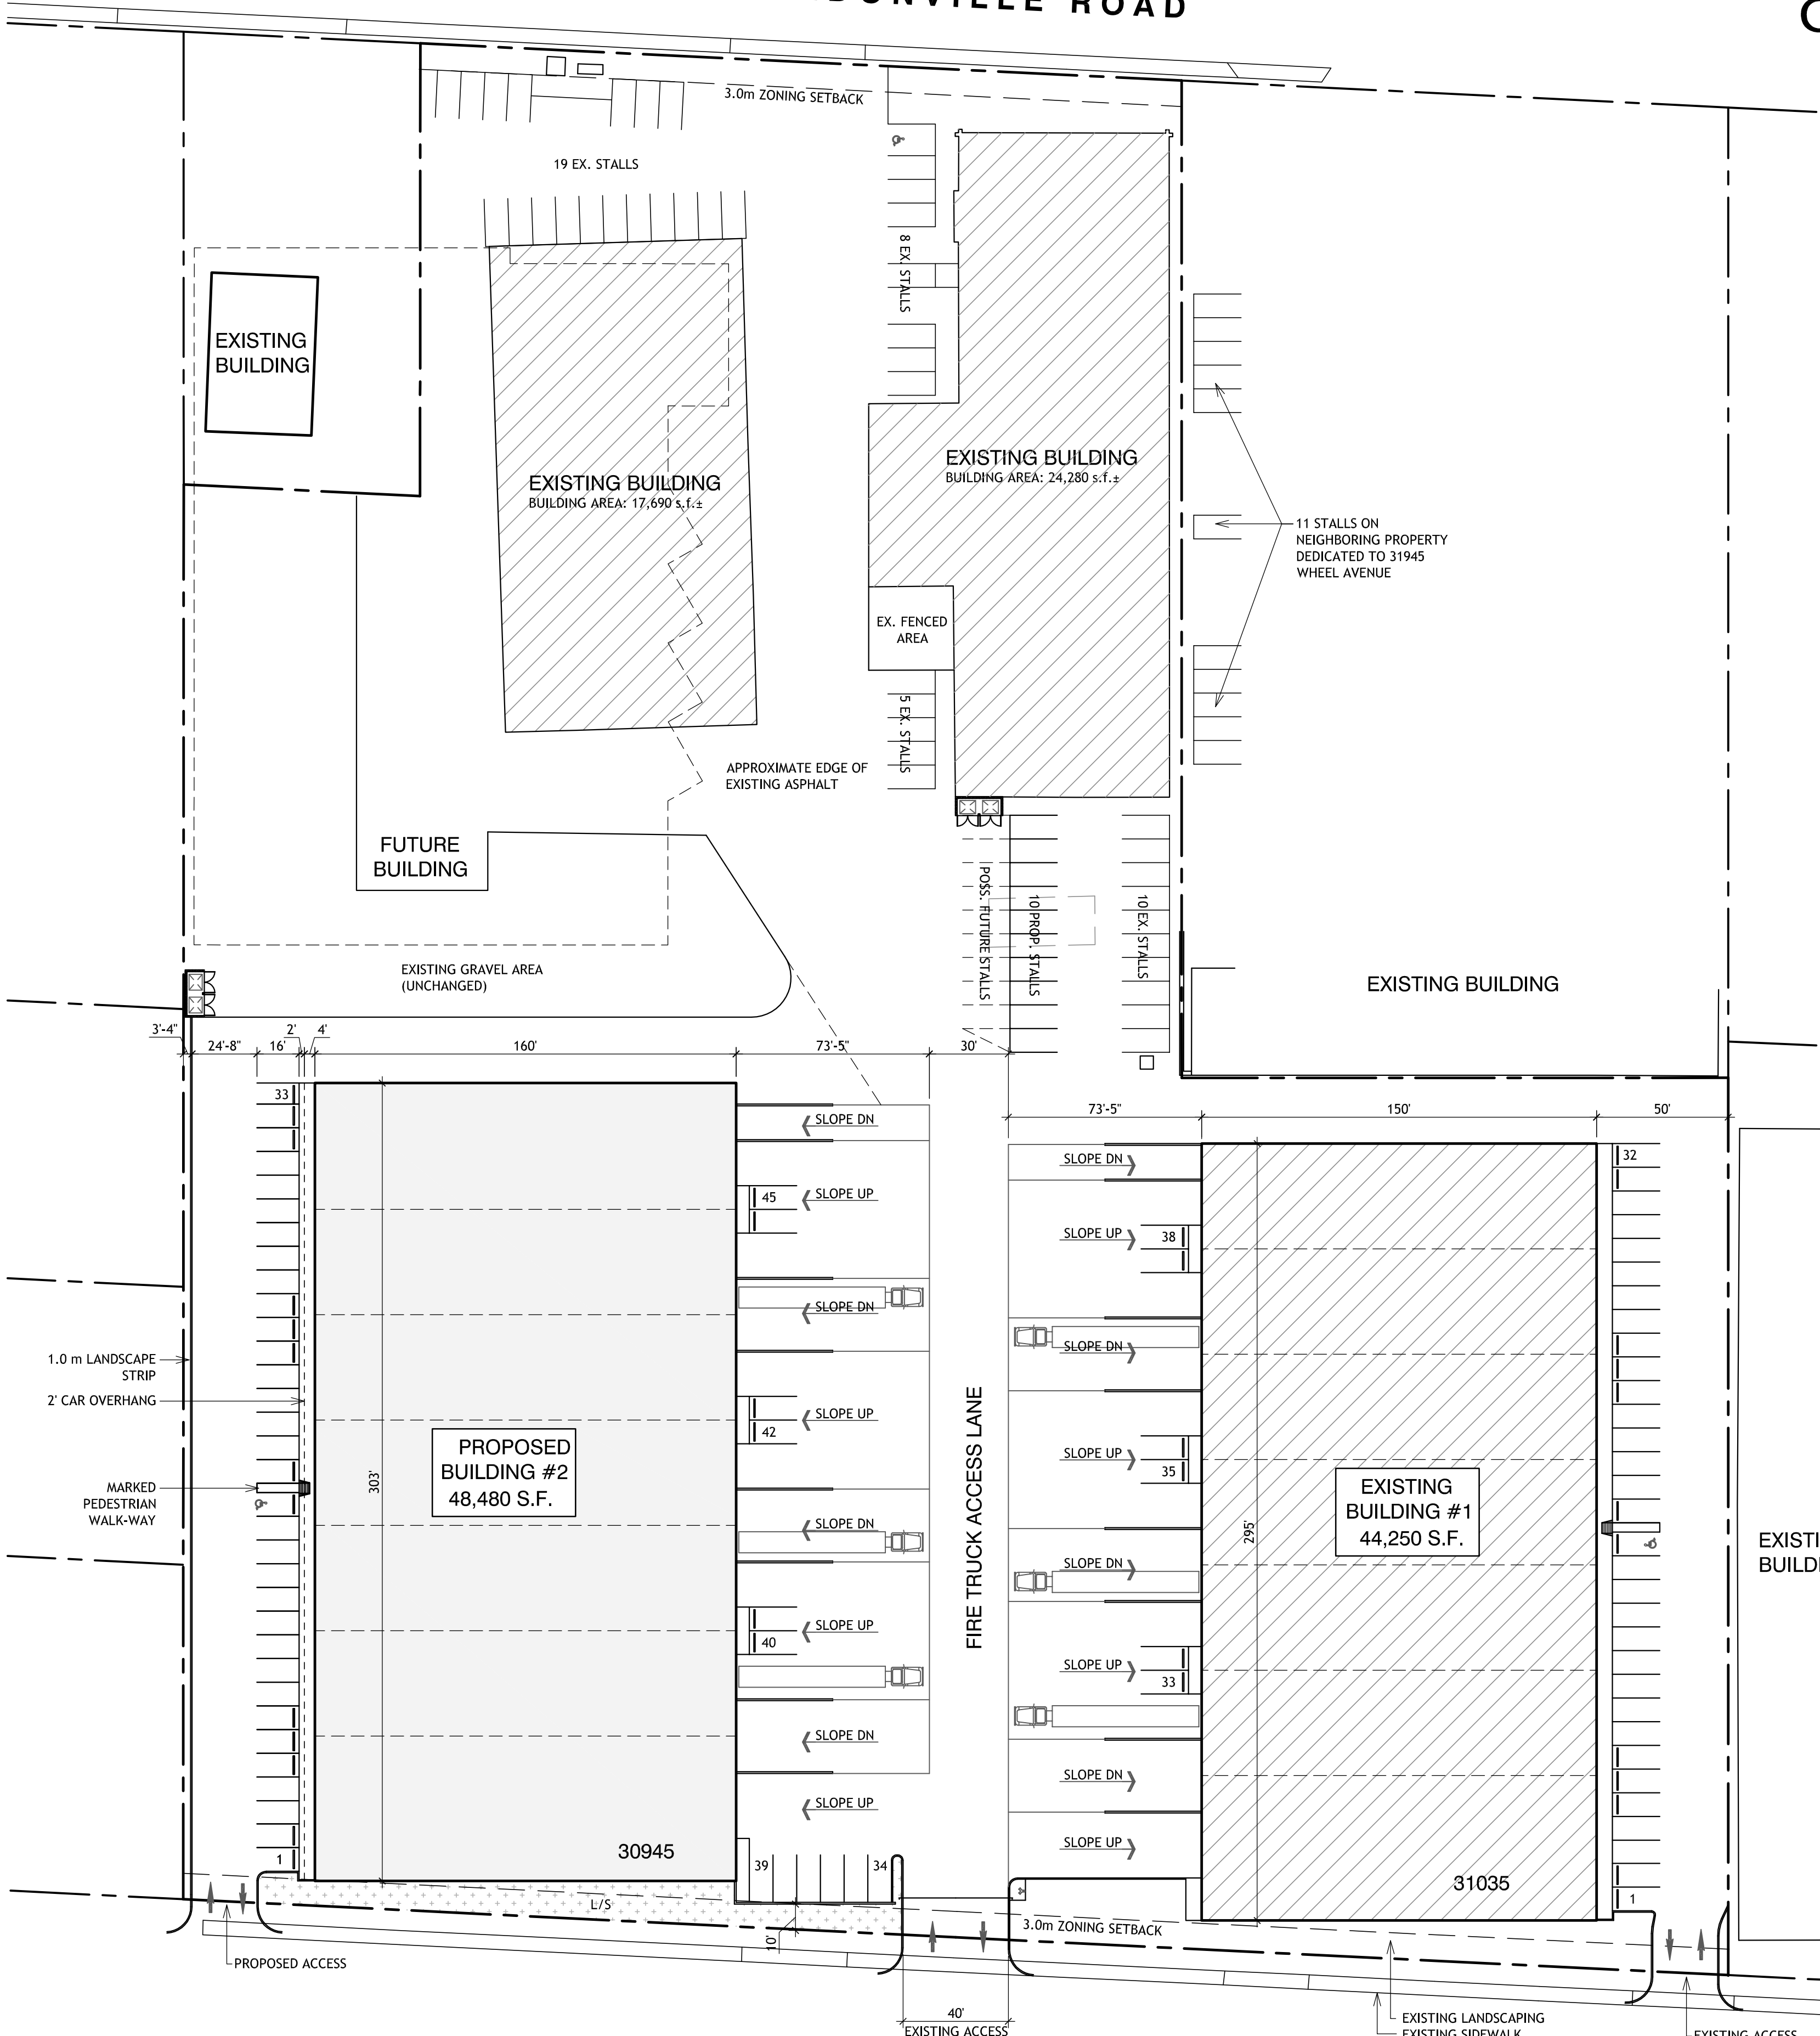 ROAD
3.0m ZONING SETBACK
19 EX. STALLS
8 EX. STALLS
EXISTING
BUILDING
EXISTING BUILDING
BUILDING AREA: 17,690 s.f.±
EXISTING BUILDING
BUILDING AREA: 24,280 s.f.±
11 STALLS ON
NEIGHBORING PROPERTY
DEDICATED TO 31945
WHEEL AVENUE
EX. FENCED
AREA
5 EX. STALLS
APPROXIMATE EDGE OF
EXISTING ASPHALT
FUTURE
BUILDING
POSS. FUTURE STALLS
10 PROP. STALLS
10 EX. STALLS
EXISTING GRAVEL AREA
(UNCHANGED)
EXISTING BUILDING
3'-4"
24'-8"
16'
2'
4'
160'
73'-5"
30'
73'-5"
150'
50'
33
SLOPE DN
SLOPE DN
32
45
SLOPE UP
SLOPE UP
38
SLOPE DN
SLOPE DN
1.0 m LANDSCAPE
STRIP
2' CAR OVERHANG
SLOPE UP
42
SLOPE UP
35
FIRE TRUCK ACCESS LANE
303'
PROPOSED
BUILDING #2
48,480 S.F.
MARKED
PEDESTRIAN
WALK-WAY
295'
EXISTING
BUILDING #1
44,250 S.F.
SLOPE DN
SLOPE DN
SLOPE UP
40
SLOPE UP
33
SLOPE DN
SLOPE DN
SLOPE UP
SLOPE UP
30945
39
34
1
31035
1
L/S
10'
3.0m ZONING SETBACK
PROPOSED ACCESS
40'
EXISTING ACCESS
EXISTING LANDSCAPING
EXISTING SIDEWALK
EXISTING ACCESS